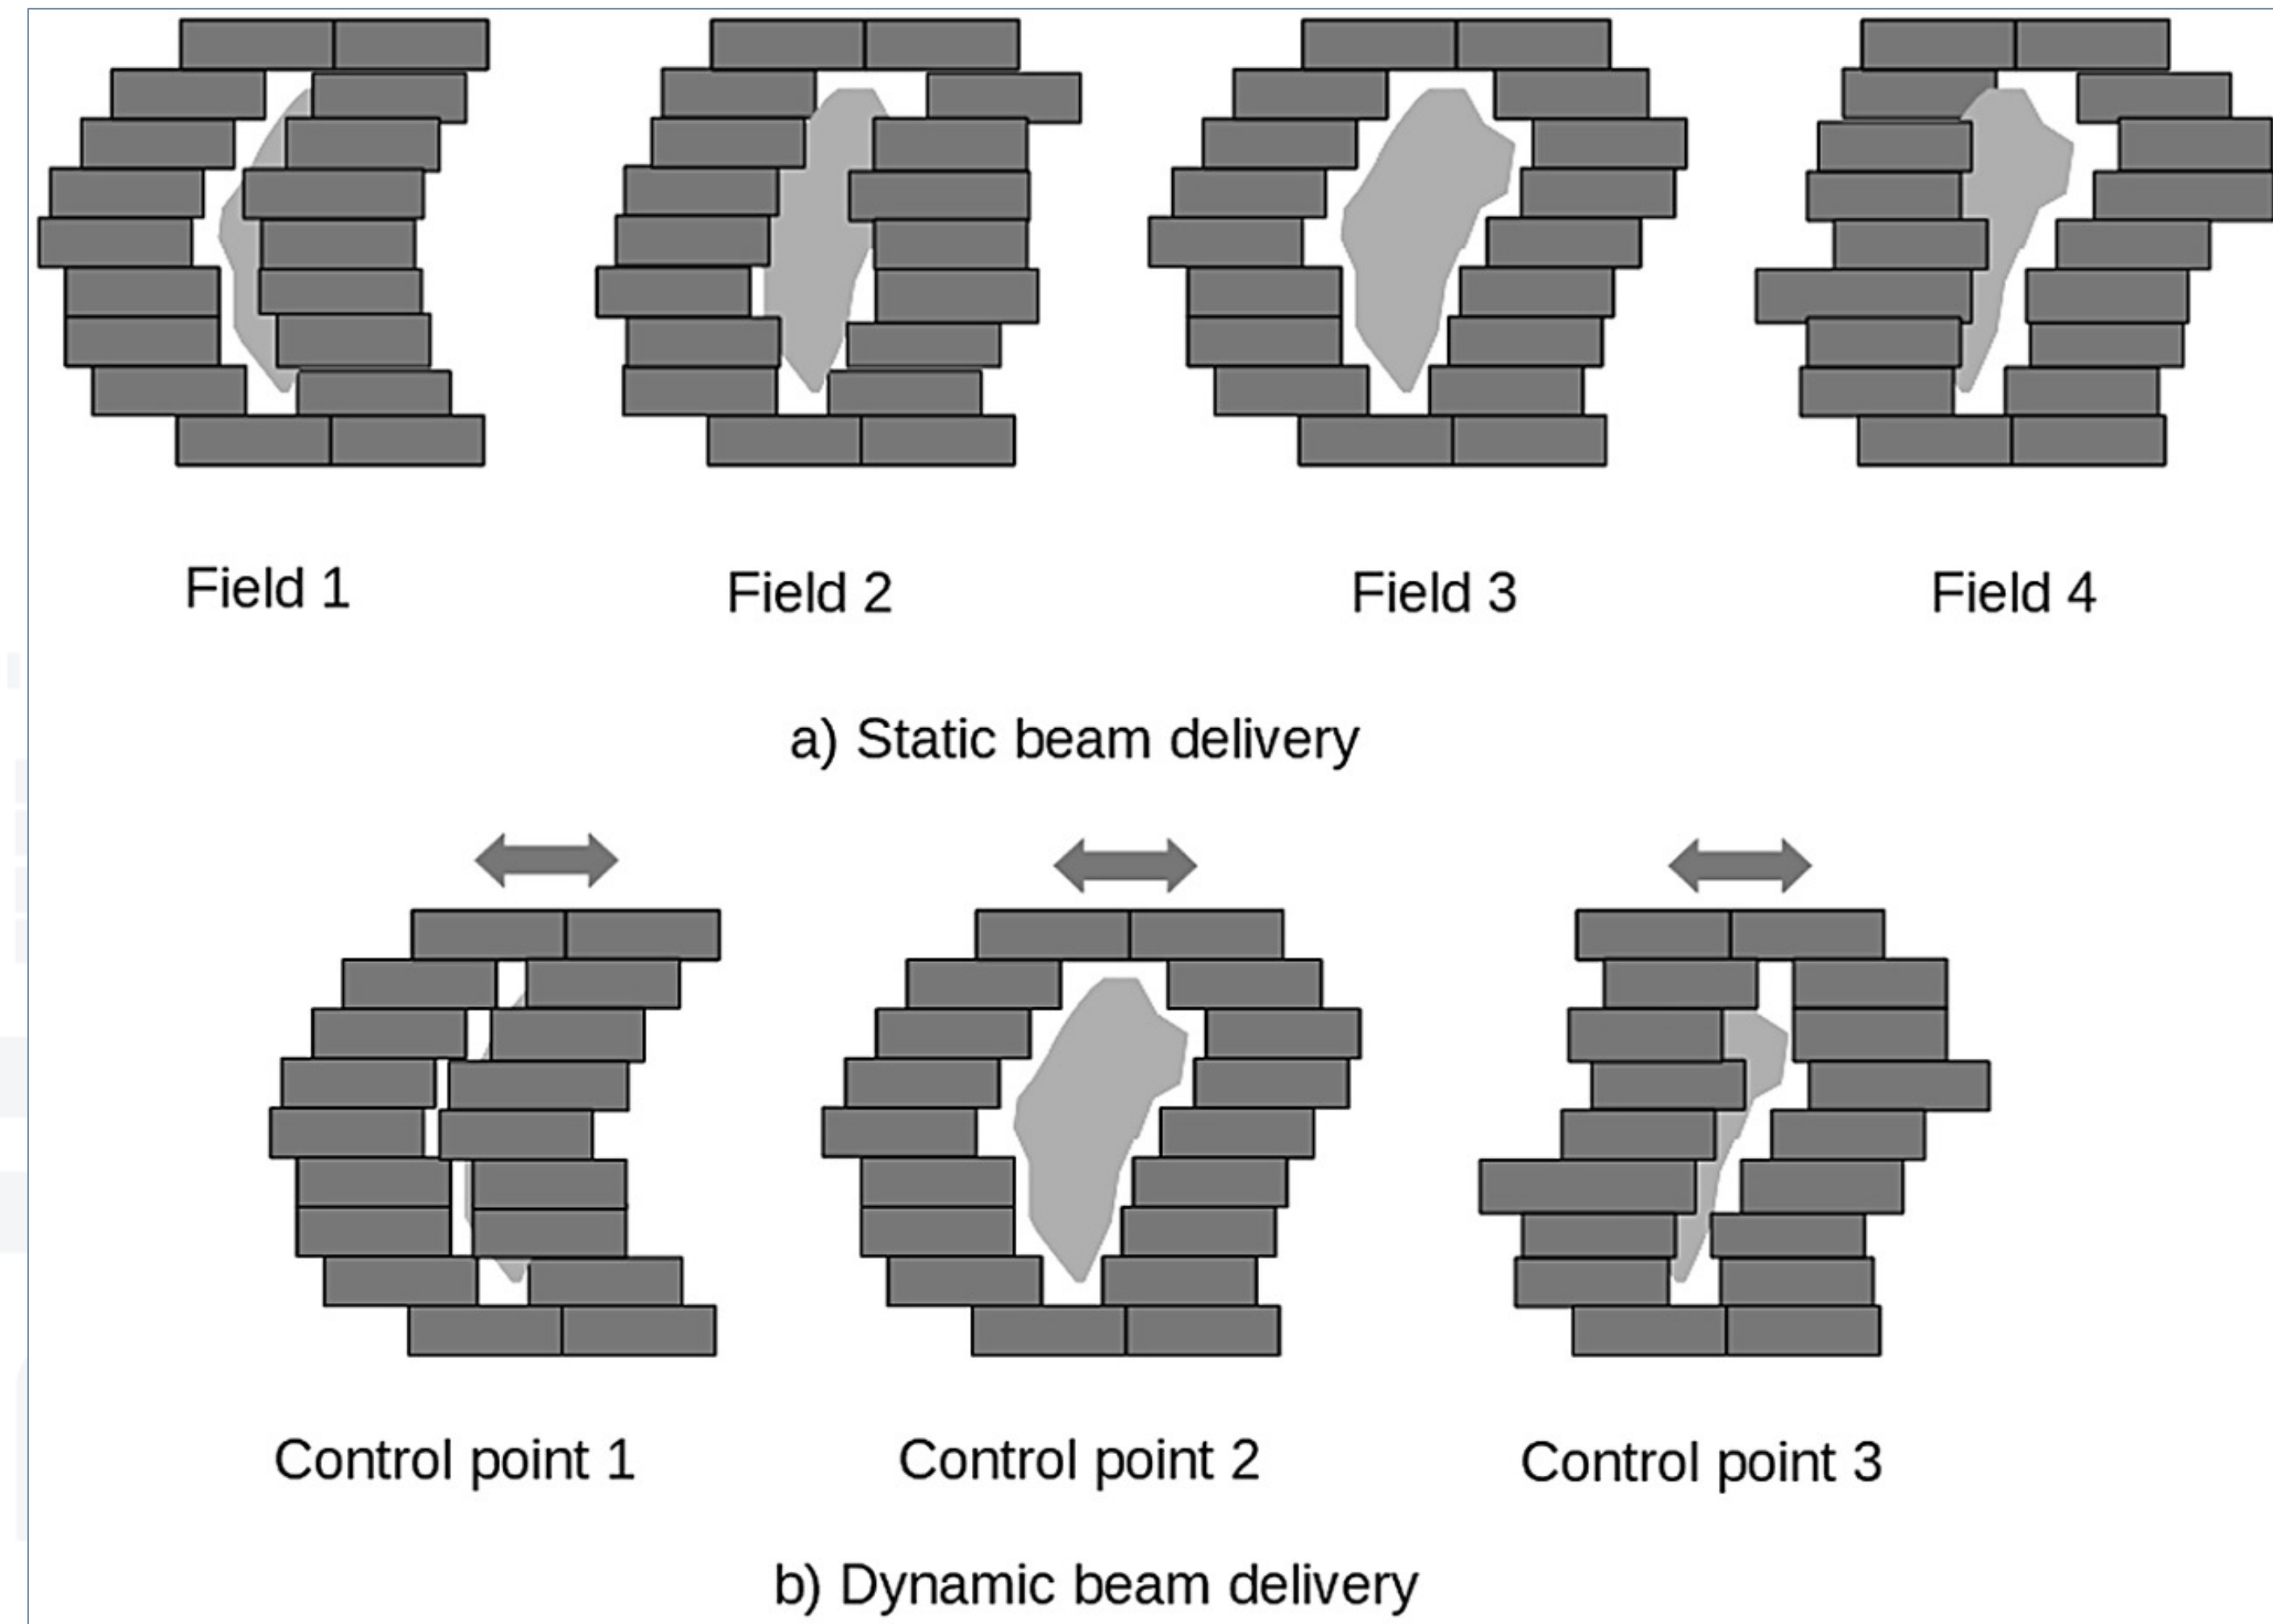 Field 1
Field 2
Field 3
Field 4
a) Static beam delivery
Control point 1
Control point 2
Control point 3
b) Dynamic beam delivery